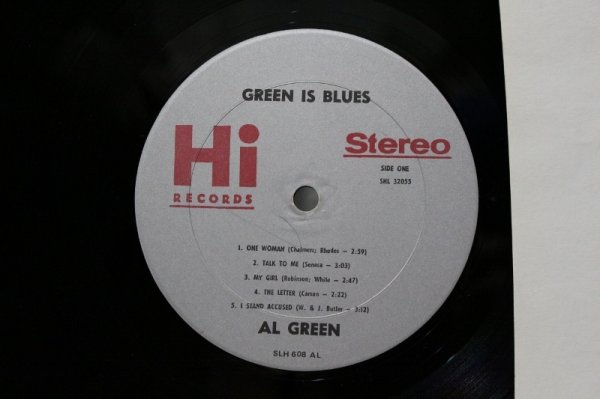 GREEN IS BLUES
Hi
RECORDS
Stereo
SIDE ONE
SHL 32055
1. ONE WOMAN (Chalmers; Rhodes — 2:59)
2. TALK TO ME (Seneca — 3:03)
3. MY GIRL (Robinson; White — 2:47)
4. THE LETTER (Carson — 2:22)
5. I STAND ACCUSED (W. & J. Butler — 3:12)
AL GREEN
SLH 608 AL